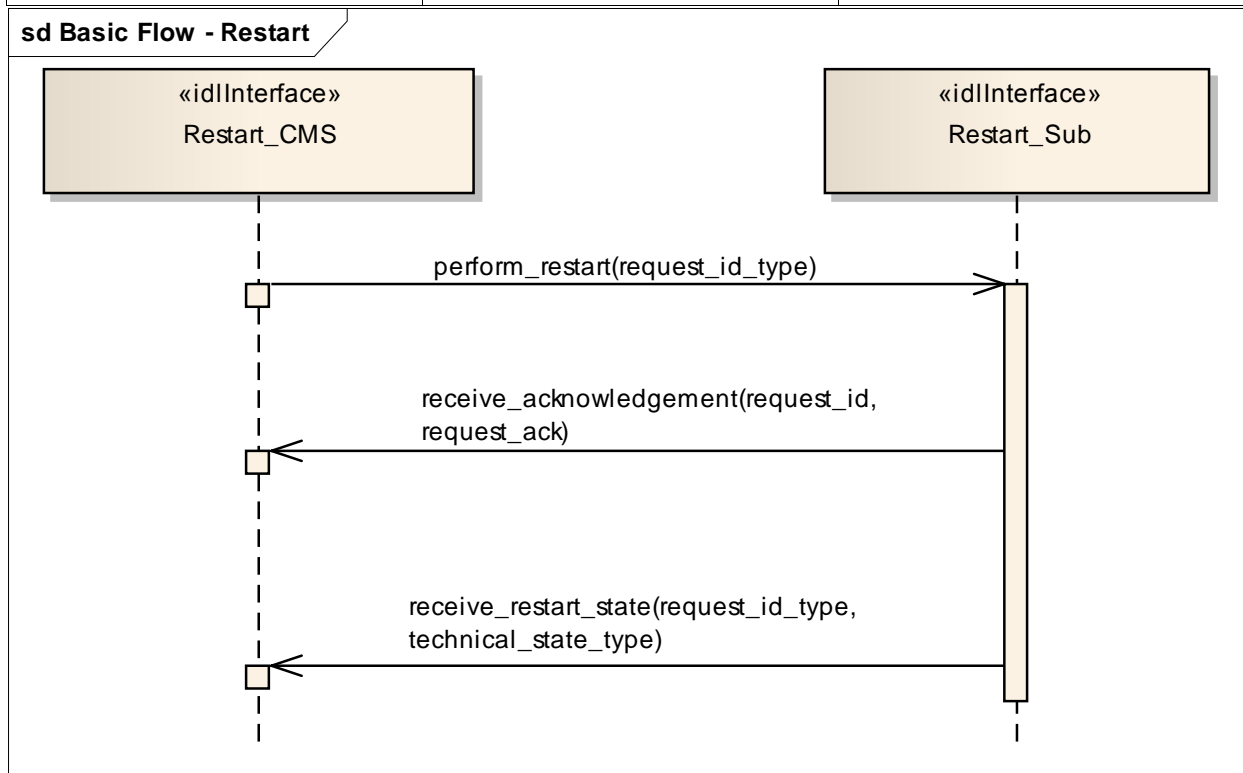 sd Basic Flow - Restart
«idlInterface»
Restart_CMS
«idlInterface»
Restart_Sub
perform_restart(request_id_type)
receive_acknowledgement(request_id,
request_ack)
receive_restart_state(request_id_type,
technical_state_type)